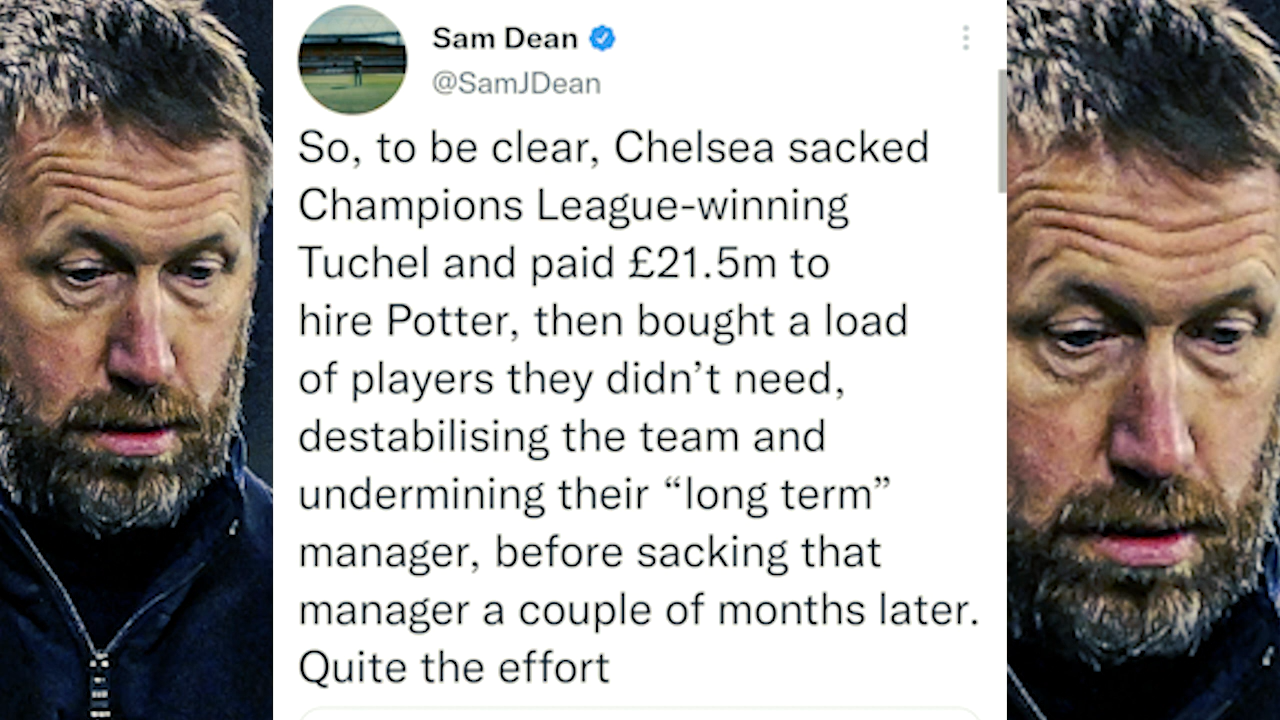 Sam Dean
@SamJDean
So, to be clear, Chelsea sacked
Champions League-winning
Tuchel and paid £21.5m to
hire Potter, then bought a load
of players they didn’t need,
destabilising the team and
undermining their “long term”
manager, before sacking that
manager a couple of months later.
Quite the effort